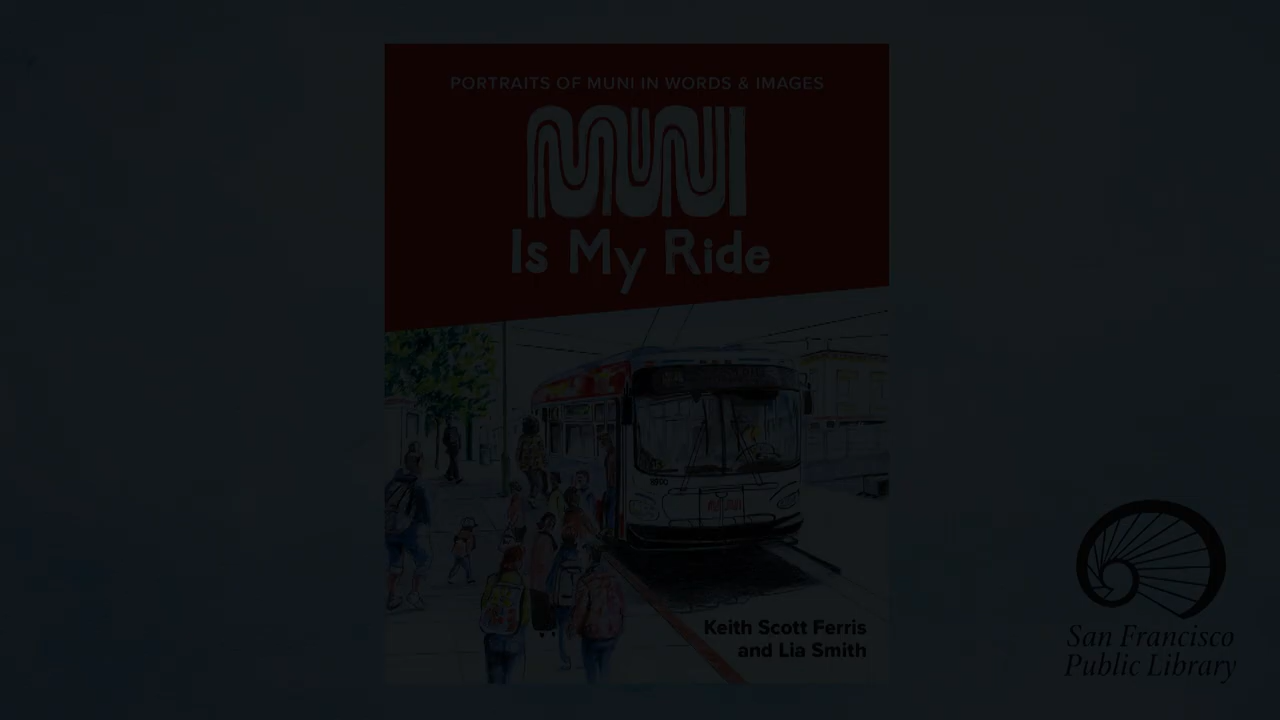 PORTRAITS OF MUNI IN WORDS & IMAGES
MUNI
Is My Ride
Keith Scott Ferris
and Lia Smith
San Francisco
Public Library